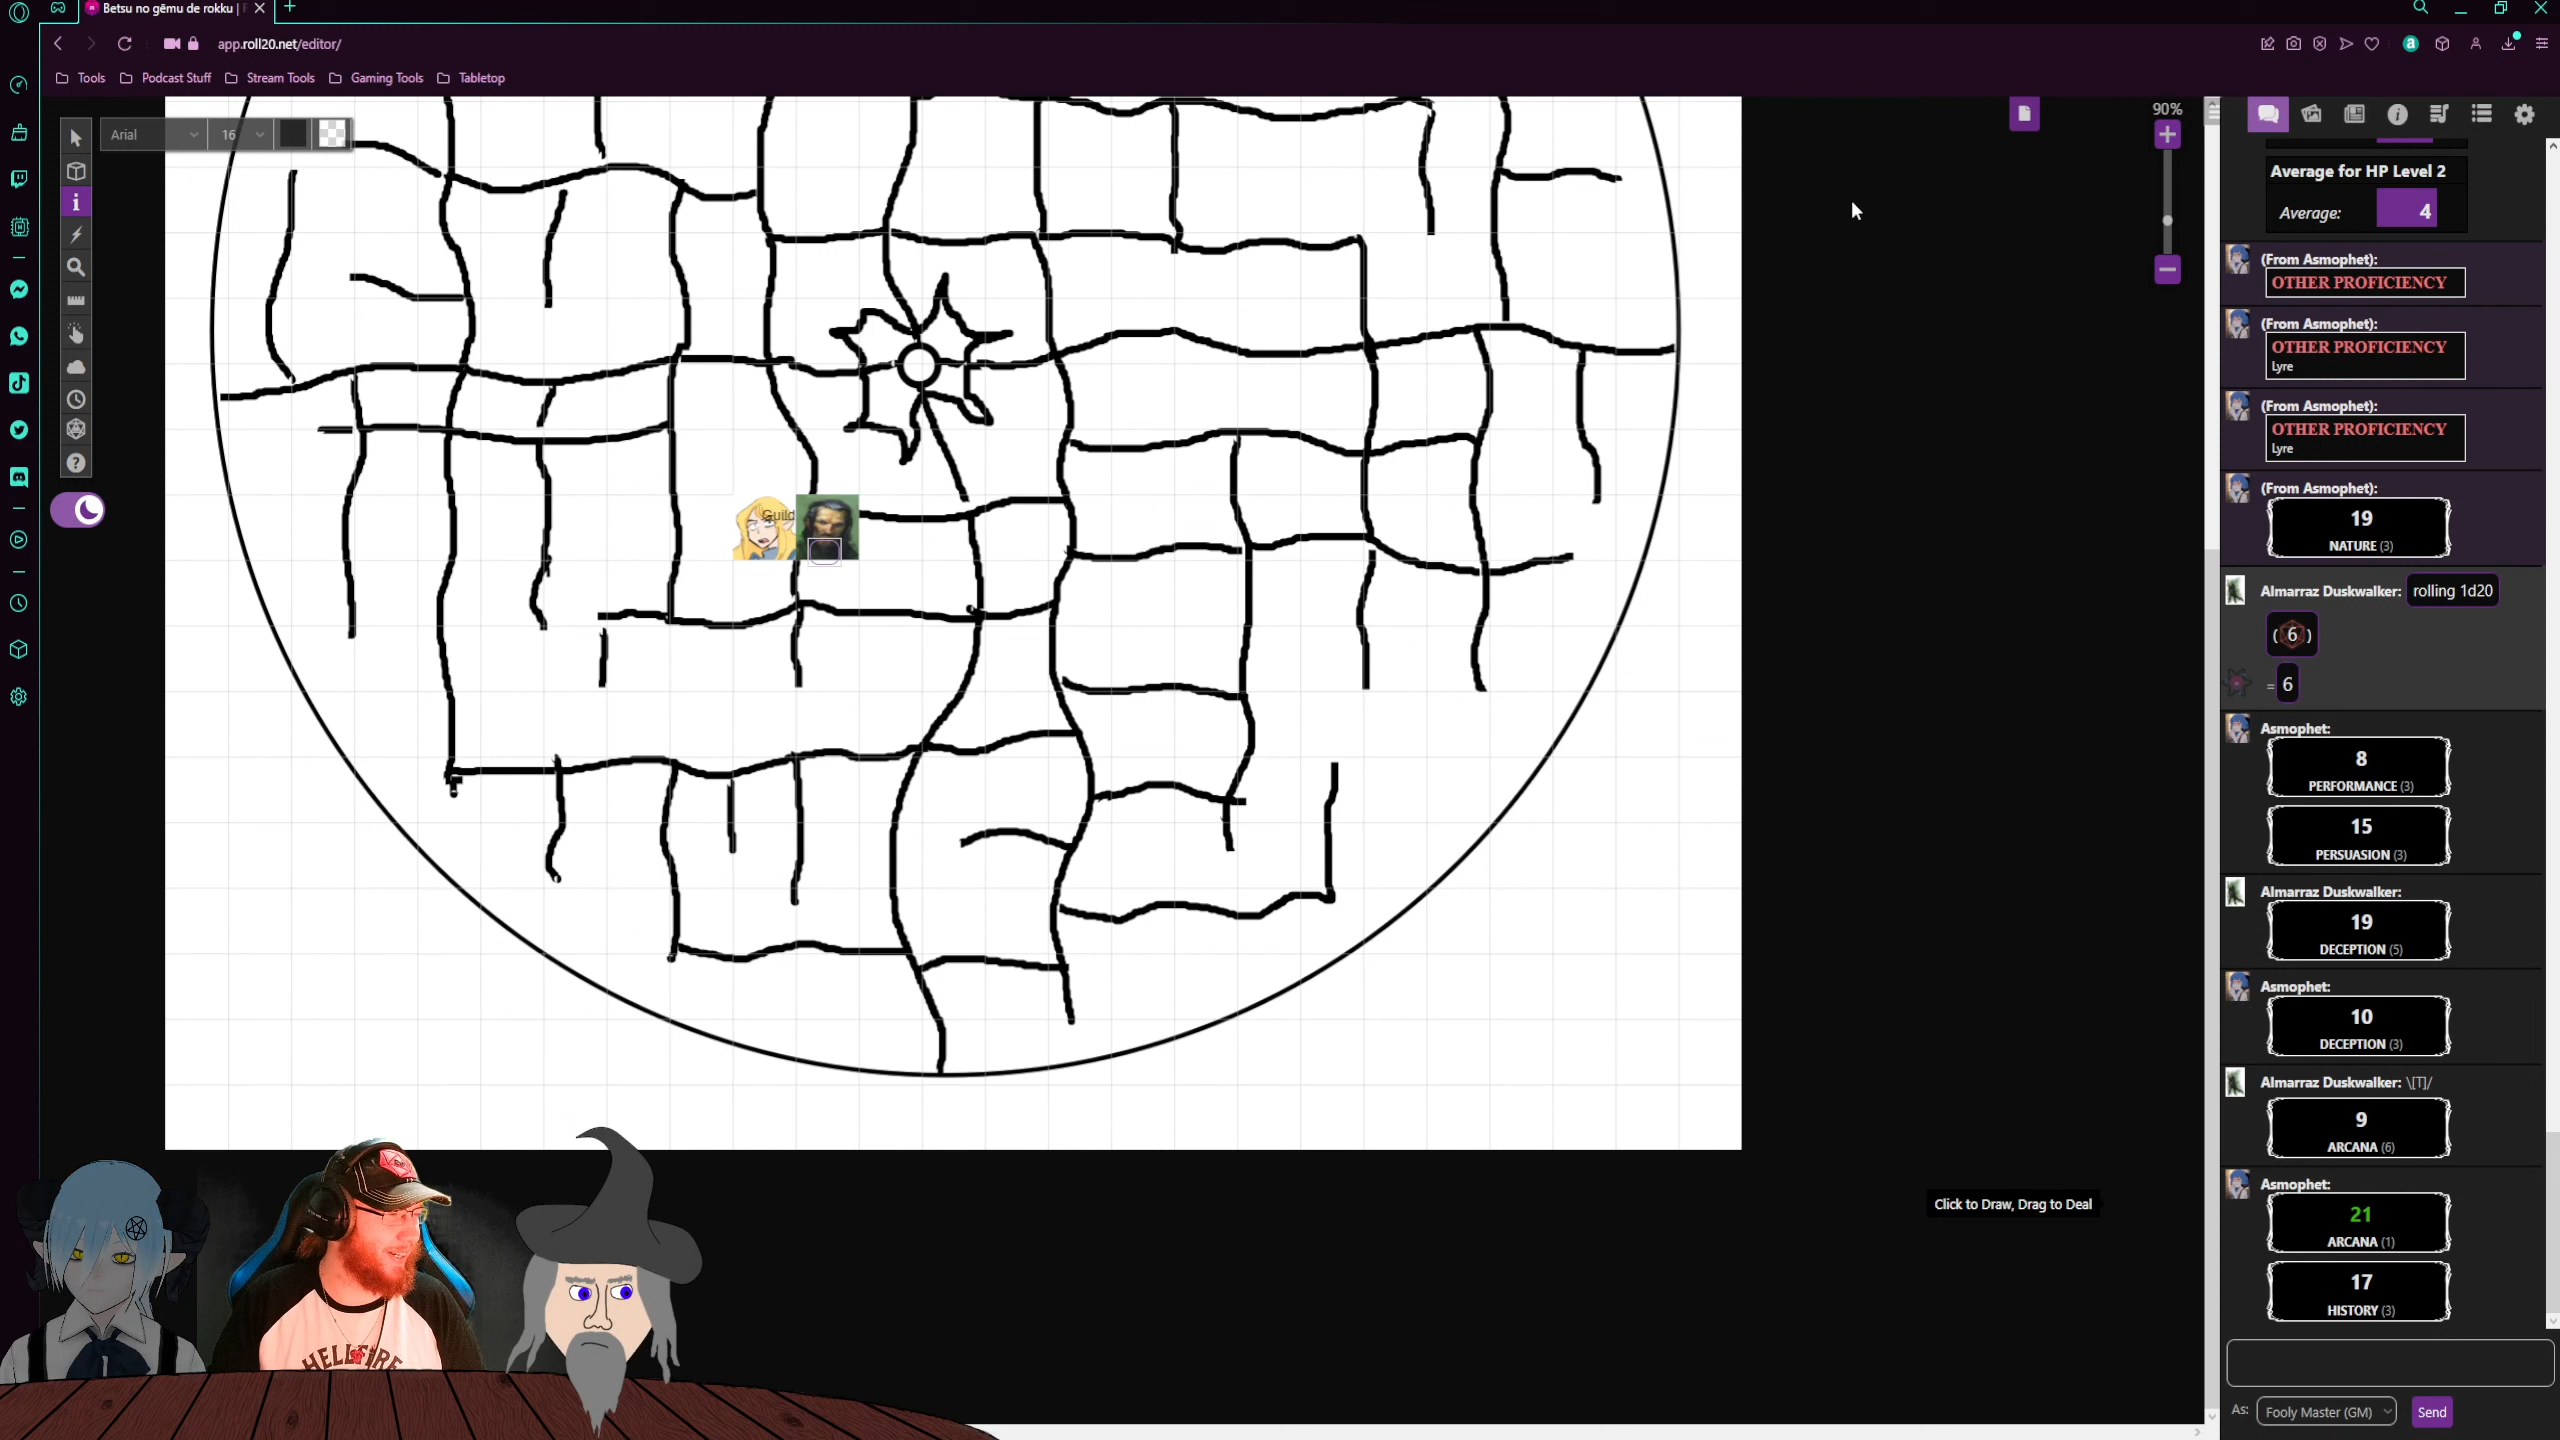 Betsu no gēmu de rokku |
app.roll20.net/editor/
Tools
Podcast Stuff
Stream Tools
Gaming Tools
Tabletop
Arial
16
90%
Guild
Click to Draw, Drag to Deal
Average for HP Level 2
Average:
4
(From Asmophet):
OTHER PROFICIENCY
(From Asmophet):
OTHER PROFICIENCY
Lyre
(From Asmophet):
OTHER PROFICIENCY
Lyre
(From Asmophet):
19
NATURE (3)
Almarraz Duskwalker: rolling 1d20
(6)
=6
Asmophet:
8
PERFORMANCE (3)
15
PERSUASION (3)
Almarraz Duskwalker:
19
DECEPTION (5)
Asmophet:
10
DECEPTION (3)
Almarraz Duskwalker: \[T]/
9
ARCANA (6)
Asmophet:
21
ARCANA (1)
17
HISTORY (3)
As: Fooly Master (GM)
Send
HELLFIRE